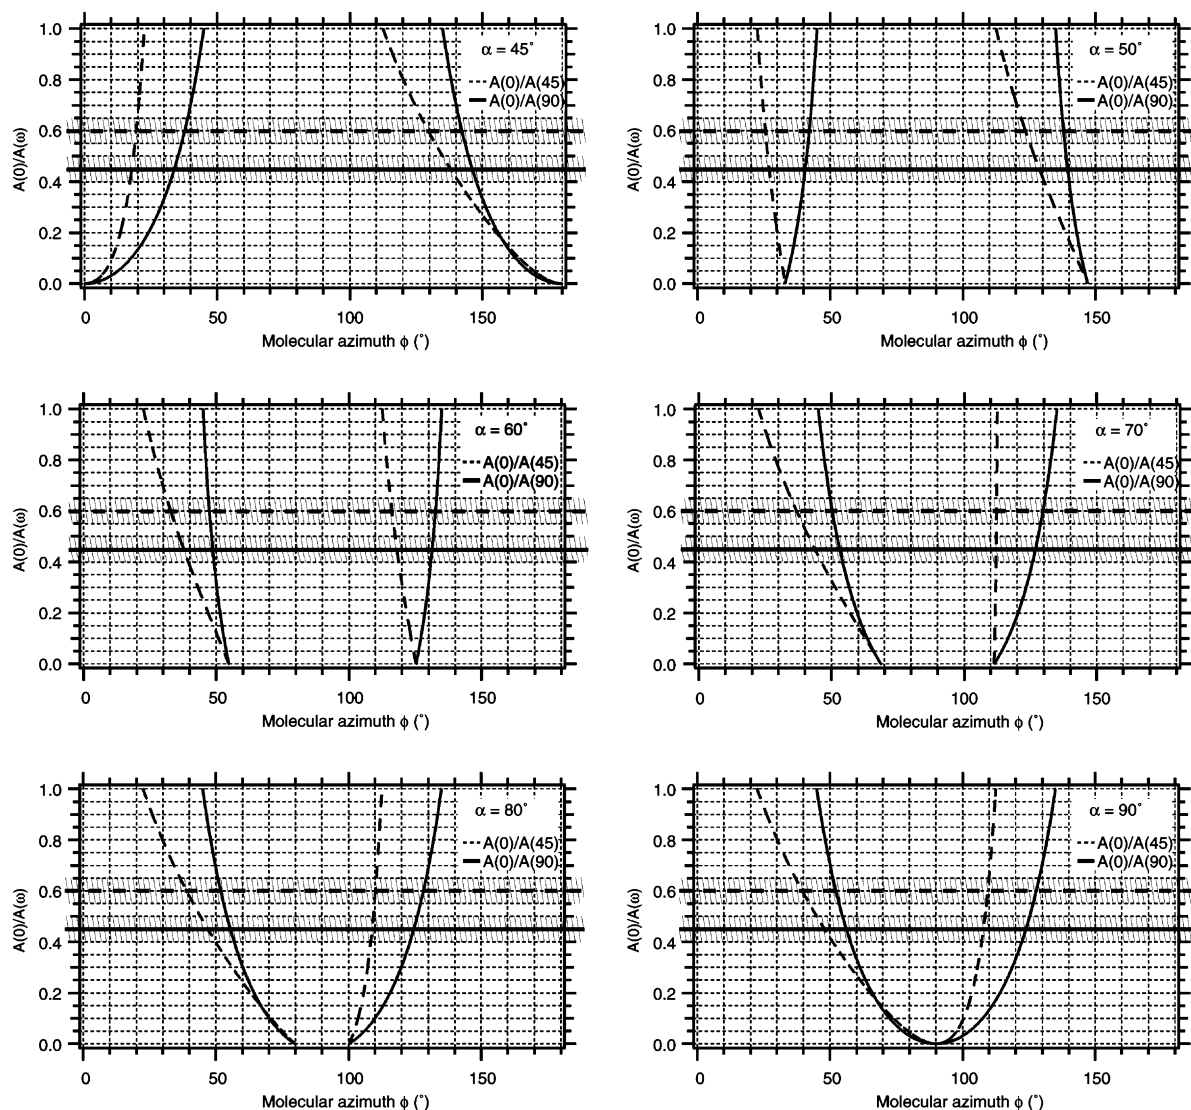 1.0
0.8
0.6
0.4
0.2
0.0
A(0)/A(ω)
α = 45°
A(0)/A(45)
A(0)/A(90)
0 50 100 150
Molecular azimuth ϕ (°)
1.0
0.8
0.6
0.4
0.2
0.0
A(0)/A(ω)
α = 50°
A(0)/A(45)
A(0)/A(90)
0 50 100 150
Molecular azimuth ϕ (°)
1.0
0.8
0.6
0.4
0.2
0.0
A(0)/A(ω)
α = 60°
A(0)/A(45)
A(0)/A(90)
0 50 100 150
Molecular azimuth ϕ (°)
1.0
0.8
0.6
0.4
0.2
0.0
A(0)/A(ω)
α = 70°
A(0)/A(45)
A(0)/A(90)
0 50 100 150
Molecular azimuth ϕ (°)
1.0
0.8
0.6
0.4
0.2
0.0
A(0)/A(ω)
α = 80°
A(0)/A(45)
A(0)/A(90)
0 50 100 150
Molecular azimuth ϕ (°)
1.0
0.8
0.6
0.4
0.2
0.0
A(0)/A(ω)
α = 90°
A(0)/A(45)
A(0)/A(90)
0 50 100 150
Molecular azimuth ϕ (°)